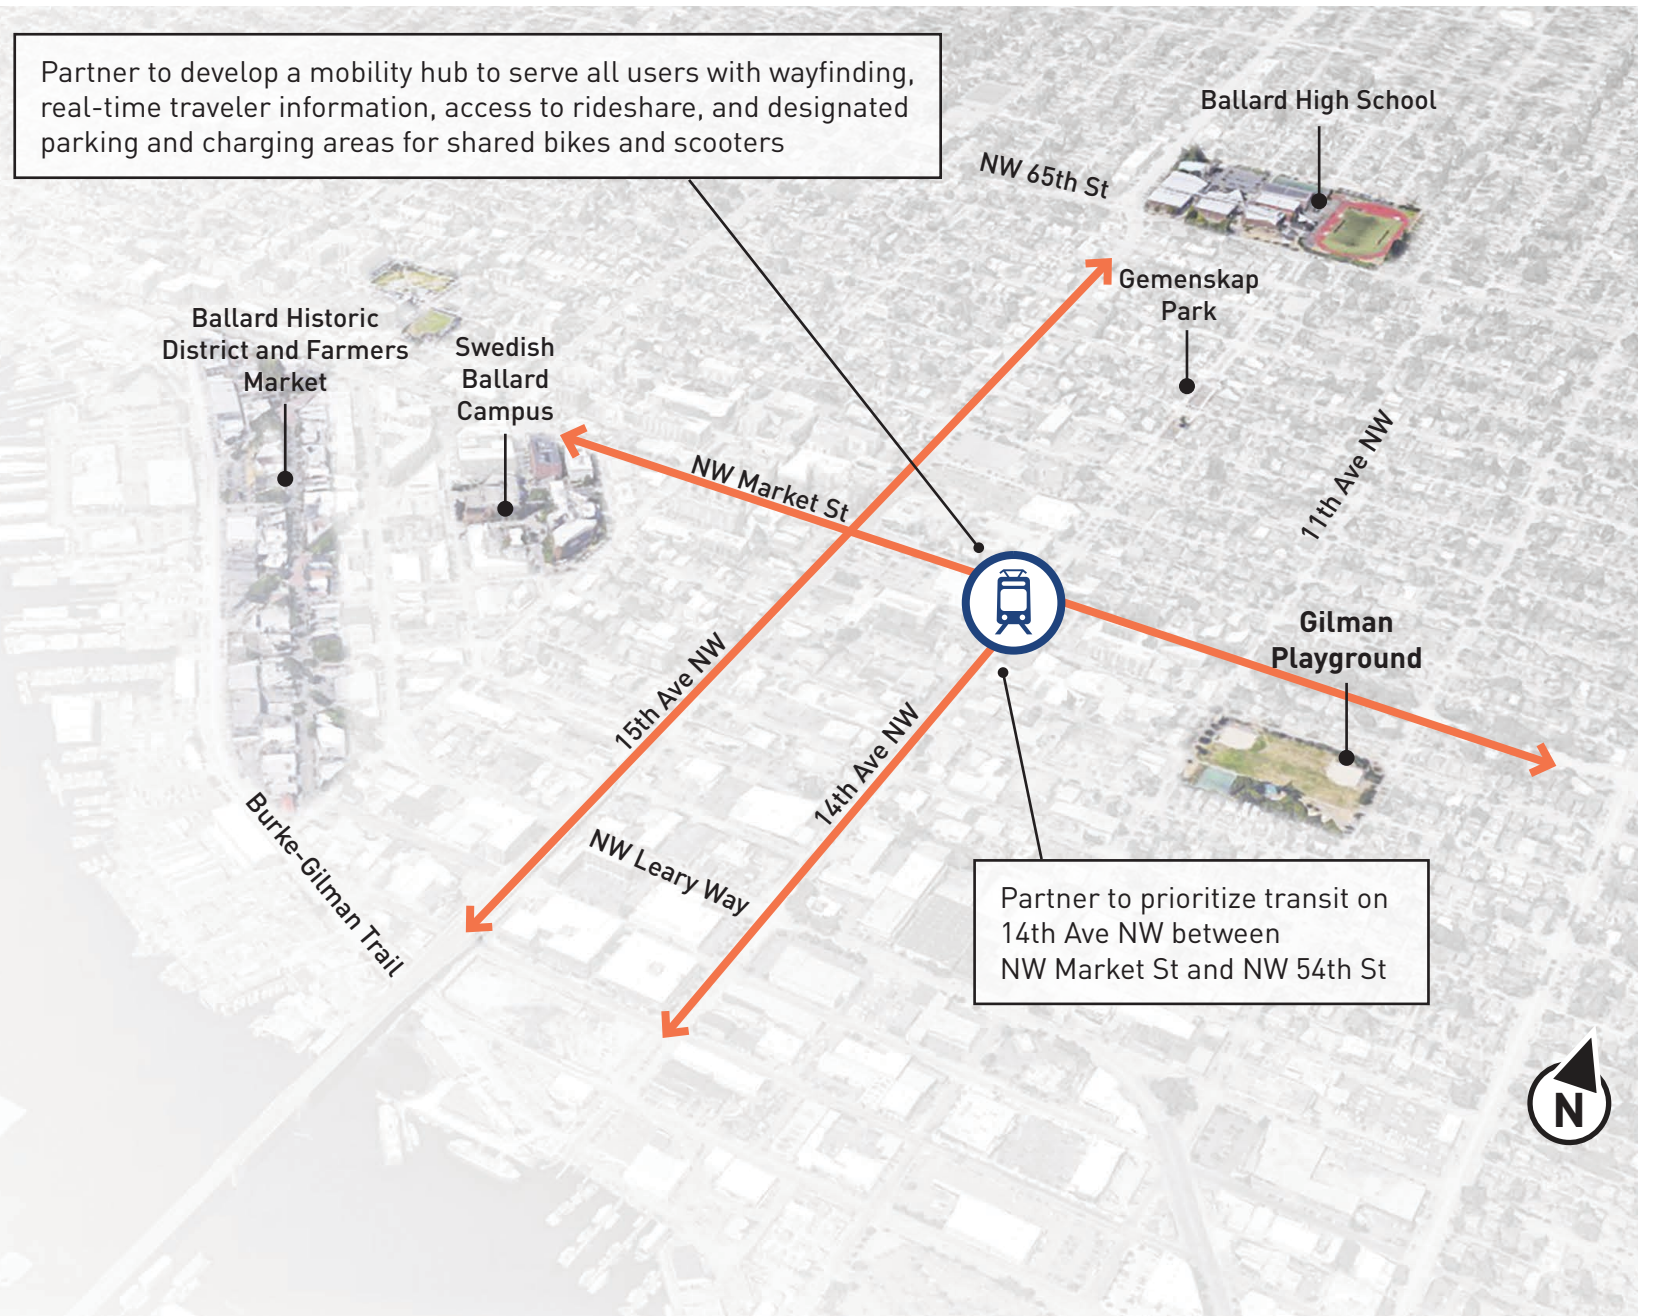 Partner to develop a mobility hub to serve all users with wayfinding,
real-time traveler information, access to rideshare, and designated
parking and charging areas for shared bikes and scooters
Ballard High School
NW 65th St
Gemenskap
Park
Ballard Historic
District and Farmers
Market
Swedish
Ballard
Campus
NW Market St
11th Ave NW
Gilman
Playground
15th Ave NW
14th Ave NW
Burke-Gilman Trail
NW Leary Way
Partner to prioritize transit on
14th Ave NW between
NW Market St and NW 54th St
N